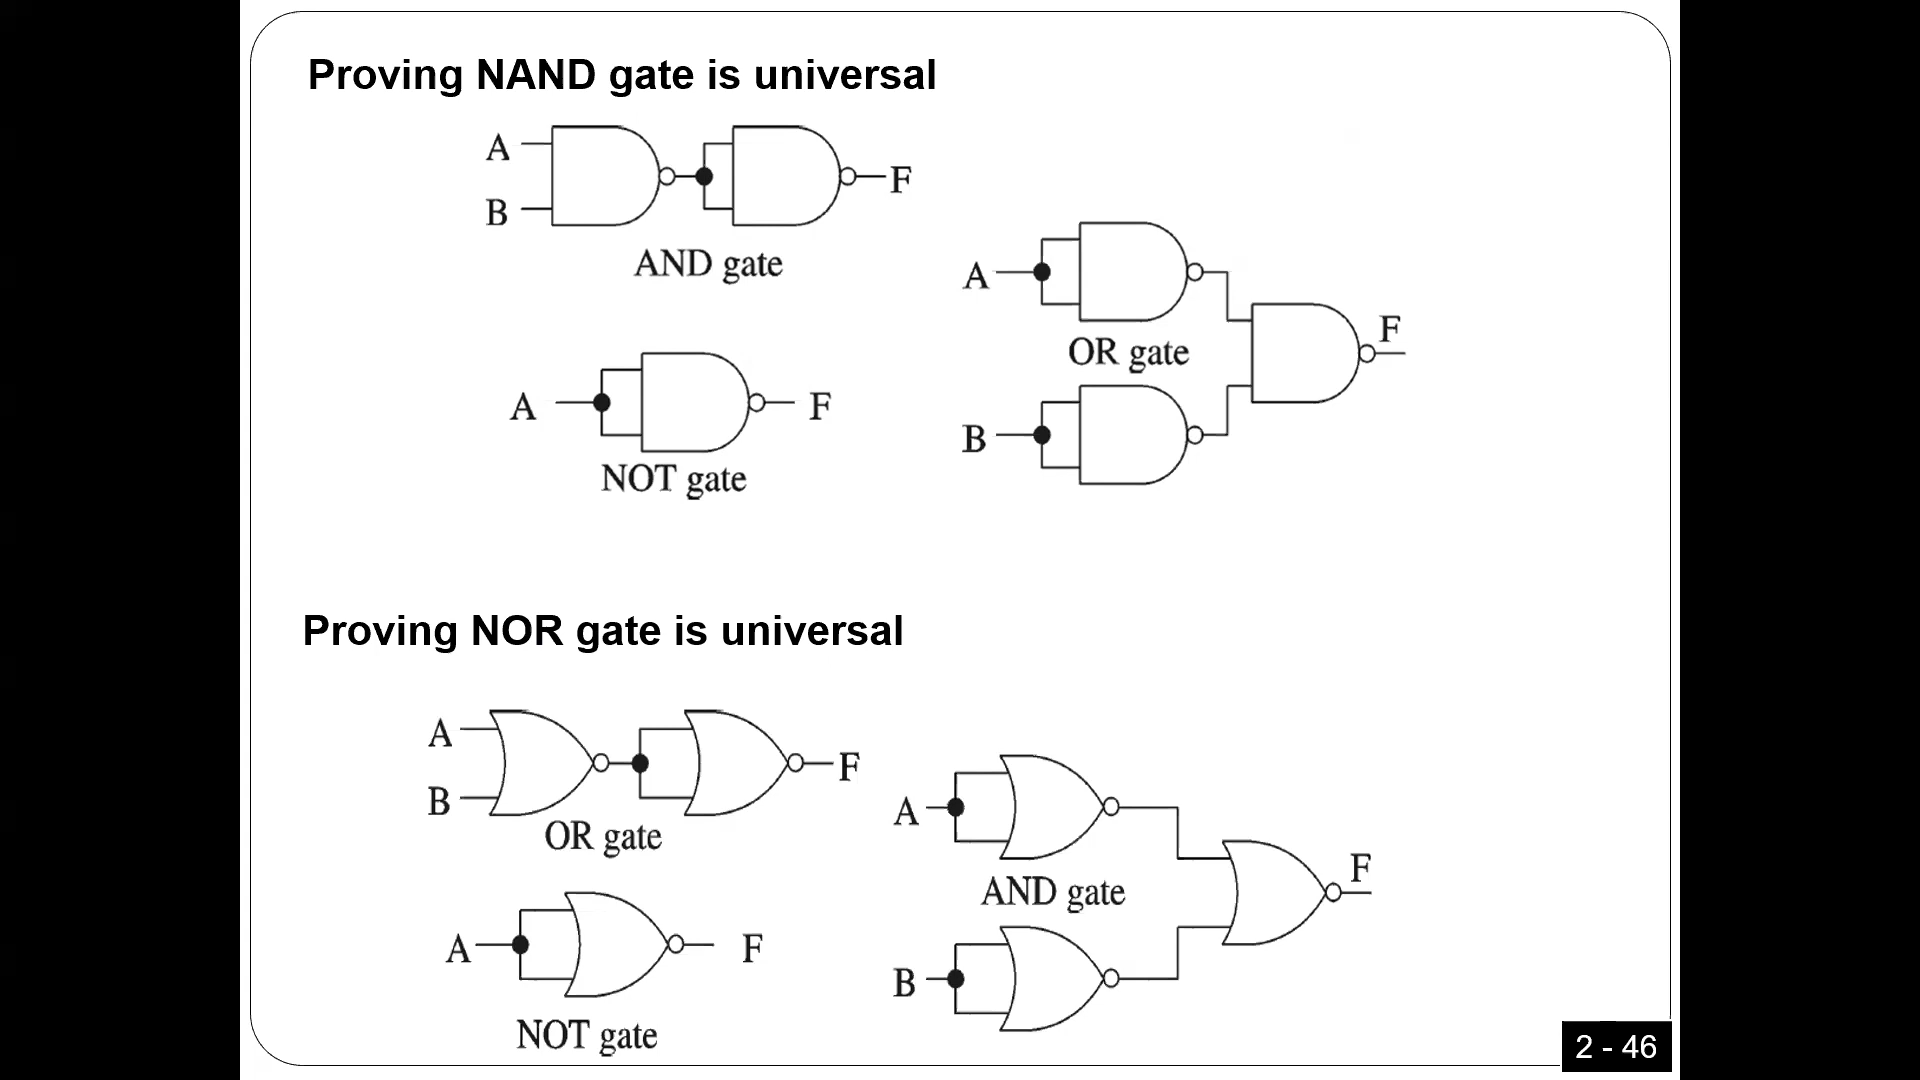 Proving NAND gate is universal
A
B
F
AND gate
A
F
NOT gate
A
OR gate
B
F
Proving NOR gate is universal
A
B
F
OR gate
A
F
NOT gate
A
AND gate
B
F
2 - 46